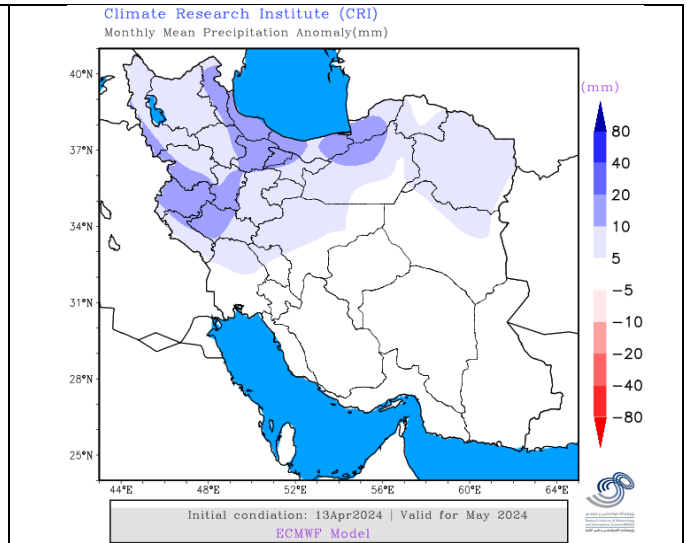 Climate Research Institute (CRI)
Monthly Mean Precipitation Anomaly(mm)
(mm)
40°N
37°N
34°N
31°N
28°N
25°N
44°E 48°E 52°E 56°E 60°E 64°E
80
40
20
10
5
−5
−10
−20
−40
−80
Initial condiation: 13Apr2024 | Valid for May 2024
ECMWF Model